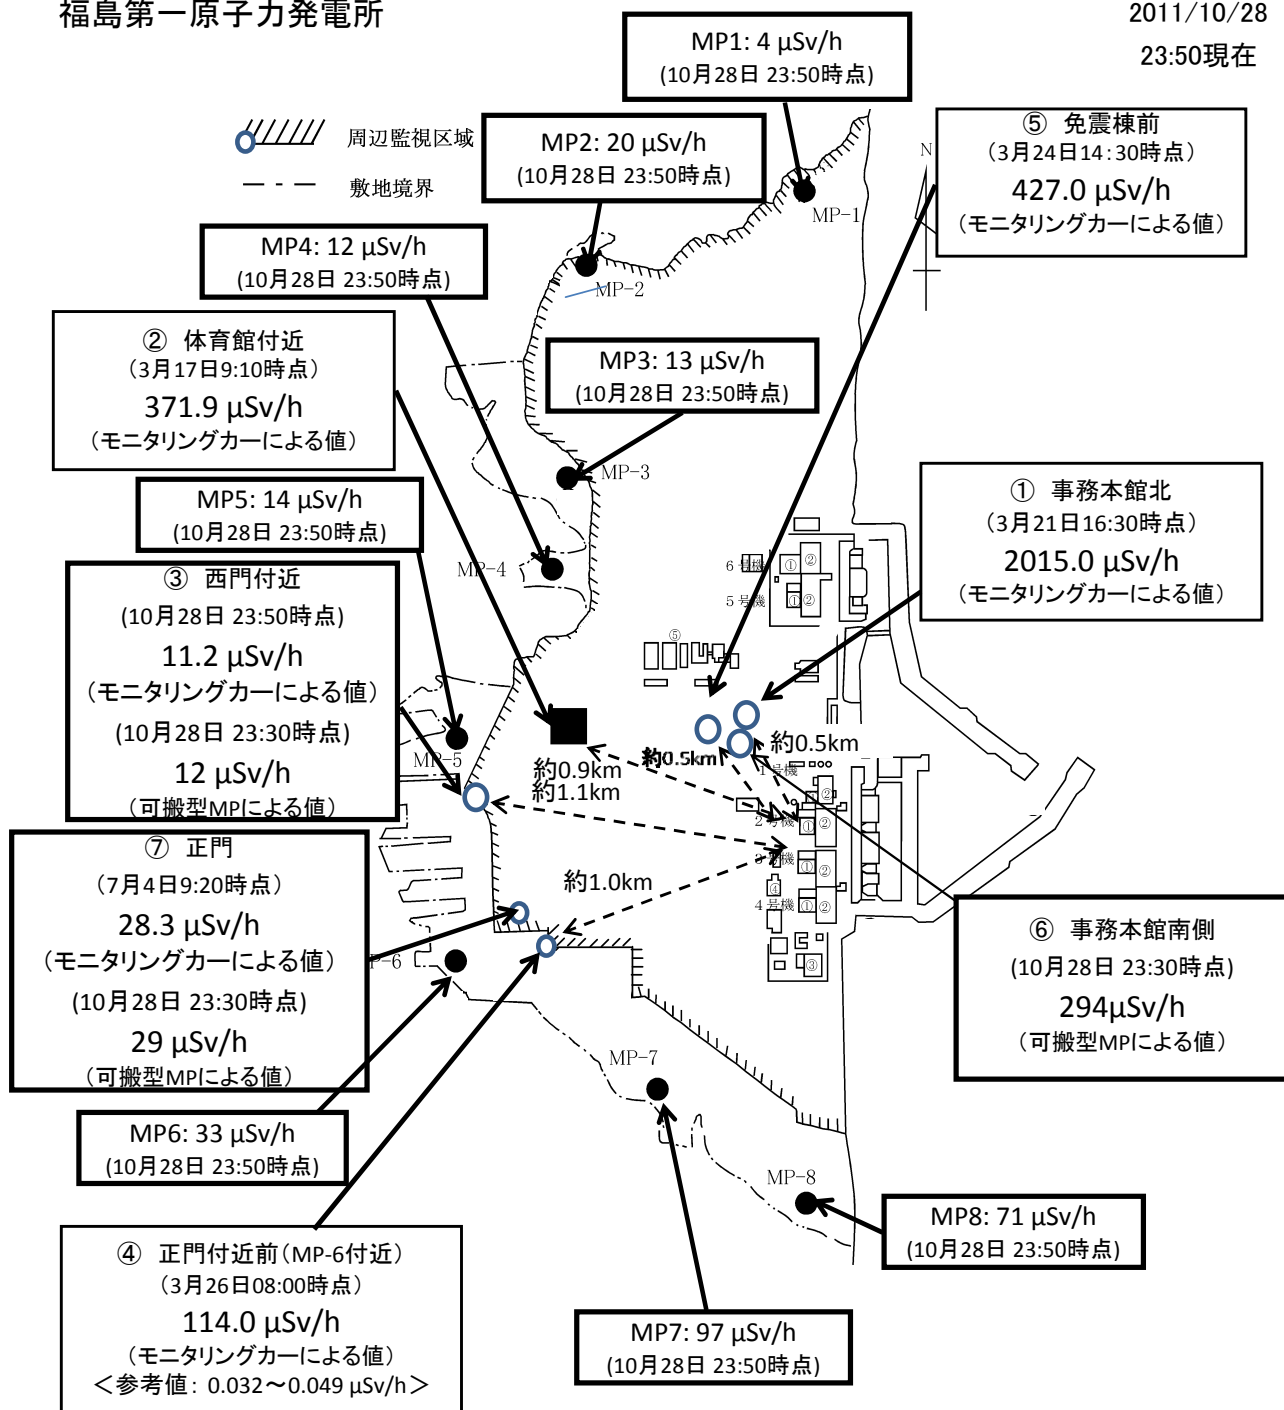 福島第一原子力発電所
2011/10/28
23:50現在
MP1: 4 μSv/h
(10月28日 23:50時点)
周辺監視区域
敷地境界
MP2: 20 μSv/h
(10月28日 23:50時点)
⑤ 免震棟前
(3月24日14:30時点)
427.0 μSv/h
(モニタリングカーによる値)
N
MP-1
MP4: 12 μSv/h
(10月28日 23:50時点)
MP-2
② 体育館付近
(3月17日9:10時点)
371.9 μSv/h
(モニタリングカーによる値)
MP3: 13 μSv/h
(10月28日 23:50時点)
MP-3
MP5: 14 μSv/h
(10月28日 23:50時点)
① 事務本館北
(3月21日16:30時点)
2015.0 μSv/h
(モニタリングカーによる値)
MP-4
6号機
① ②
5号機
① ②
③ 西門付近
(10月28日 23:50時点)
11.2 μSv/h
(モニタリングカーによる値)
(10月28日 23:30時点)
12 μSv/h
(可搬型MPによる値)
⑤
MP-5
約0.9km
約1.1km
約0.5km
約0.5km
1号機
②
2号機
① ②
3号機
① ②
④
4号機
① ②
③
約1.0km
⑦ 正門
(7月4日9:20時点)
28.3 μSv/h
(モニタリングカーによる値)
(10月28日 23:30時点)
29 μSv/h
(可搬型MPによる値)
P-6
⑥ 事務本館南側
(10月28日 23:30時点)
294μSv/h
(可搬型MPによる値)
MP-7
MP6: 33 μSv/h
(10月28日 23:50時点)
MP-8
MP8: 71 μSv/h
(10月28日 23:50時点)
④ 正門付近前(MP-6付近)
(3月26日08:00時点)
114.0 μSv/h
(モニタリングカーによる値)
＜参考値: 0.032～0.049 μSv/h＞
MP7: 97 μSv/h
(10月28日 23:50時点)